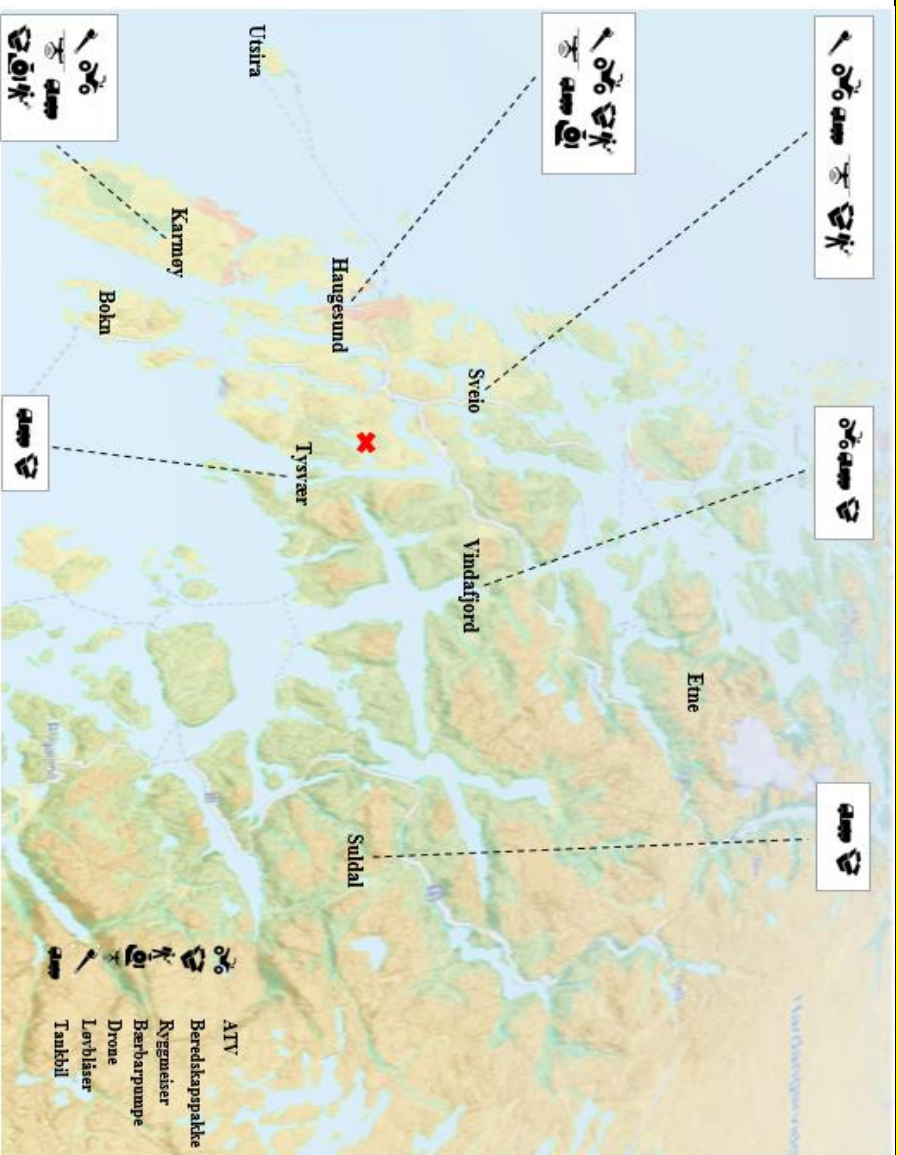 Utsira
Karmøy
Haugesund
Bokn
Sveio
Tysvær
Vindafjord
Etne
Suldal
ATV
Beredskapspakke
Ryggmeiser
Bærbarpumpe
Drone
Løvblåser
Tankbil